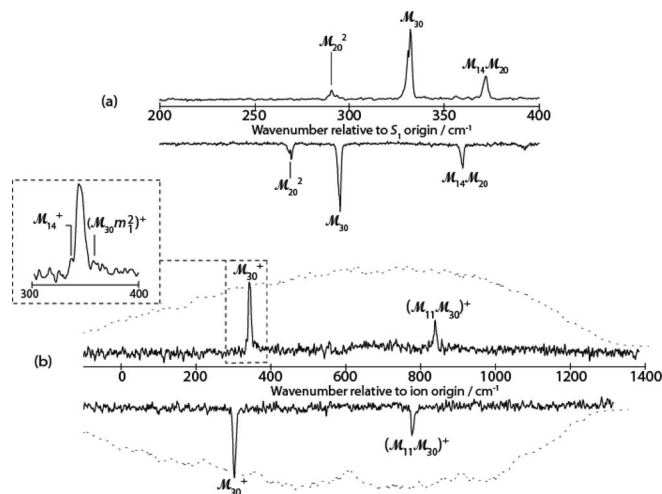 ℳ₃₀
ℳ₂₀²
ℳ₁₄ℳ₂₀
(a)
200 250 300 350 400
Wavenumber relative to S₁ origin / cm⁻¹
ℳ₂₀²
ℳ₁₄ℳ₂₀
ℳ₃₀
ℳ₁₄⁺
(ℳ₃₀m₁²)⁺
300 400
ℳ₃₀⁺
(ℳ₁₁ℳ₃₀)⁺
(b)
0 200 400 600 800 1000 1200 1400
Wavenumber relative to ion origin / cm⁻¹
(ℳ₁₁ℳ₃₀)⁺
ℳ₃₀⁺